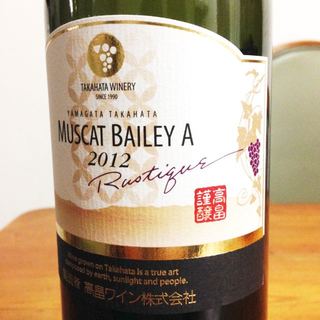 TAKAHATA WINERY
SINCE 1990
YAMAGATA TAKAHATA
MUSCAT BAILEY A
2012
Rustique
高畠
謹醸
Wine grown on Takahata is a true art
by earth, sunlight and people.
高畠ワイン株式会社